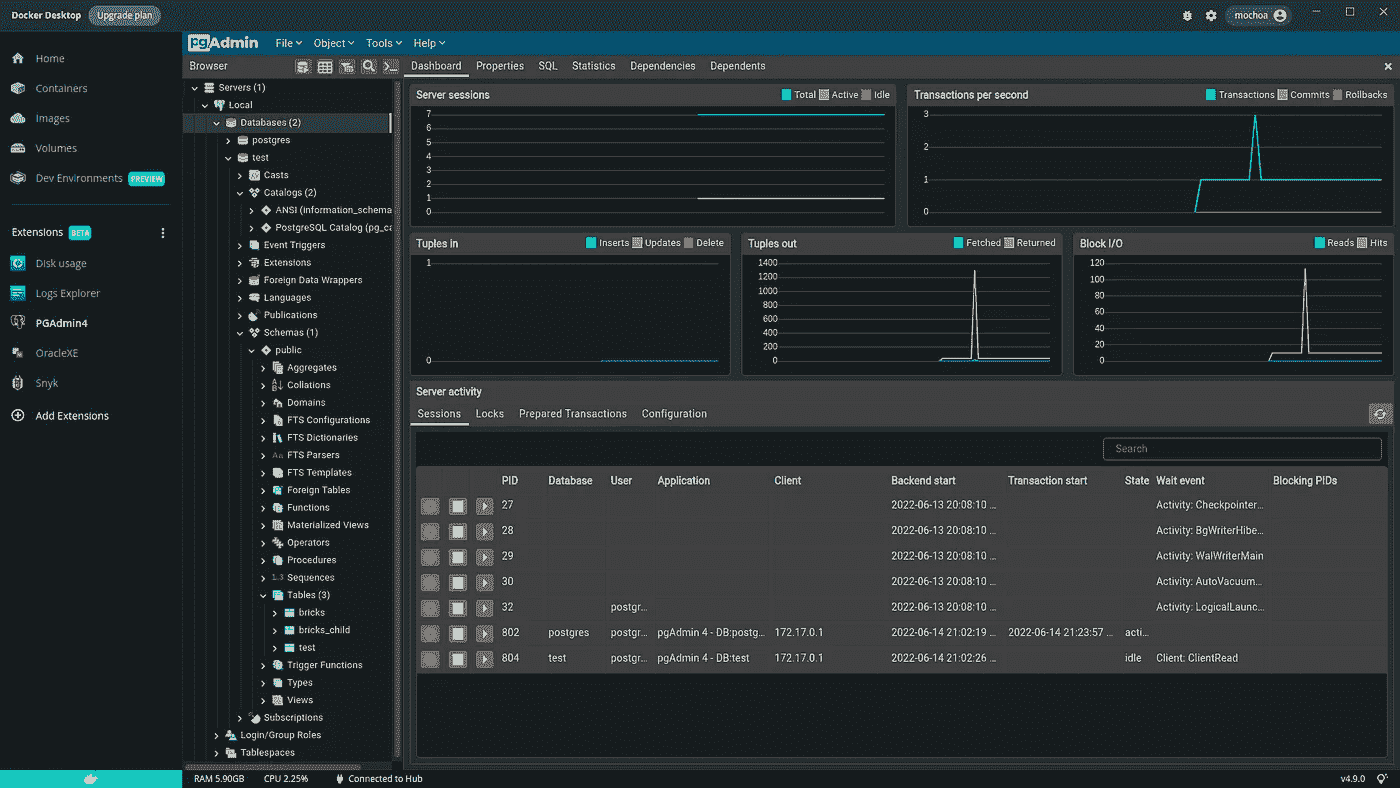 Docker Desktop Upgrade plan mochoa
Home
Containers
Images
Volumes
Dev Environments PREVIEW
Extensions BETA
Disk usage
Logs Explorer
PGAdmin4
OracleXE
Snyk
Add Extensions
pgAdmin File Object Tools Help
Browser
Servers (1)
Local
Databases (2)
postgres
test
Casts
Catalogs (2)
ANSI (information_schema
PostgreSQL Catalog (pg_ca
Event Triggers
Extensions
Foreign Data Wrappers
Languages
Publications
Schemas (1)
public
Aggregates
Collations
Domains
FTS Configurations
FTS Dictionaries
FTS Parsers
FTS Templates
Foreign Tables
Functions
Materialized Views
Operators
Procedures
1..3 Sequences
Tables (3)
bricks
bricks_child
test
Trigger Functions
Types
Views
Subscriptions
Login/Group Roles
Tablespaces
Dashboard Properties SQL Statistics Dependencies Dependents
Server sessions Total Active Idle
7
6
5
4
3
2
1
0
Transactions per second Transactions Commits Rollbacks
3
2
1
0
Tuples in Inserts Updates Delete
1
0
Tuples out Fetched Returned
1400
1200
1000
800
600
400
200
0
Block I/O Reads Hits
120
100
80
60
40
20
0
Server activity
Sessions Locks Prepared Transactions Configuration
Search
PID Database User Application Client Backend start Transaction start State Wait event Blocking PIDs
27 2022-06-13 20:08:10 ... Activity: Checkpointer...
28 2022-06-13 20:08:10 ... Activity: BgWriterHibe...
29 2022-06-13 20:08:10 ... Activity: WalWriterMain
30 2022-06-13 20:08:10 ... Activity: AutoVacuum...
32 postgr... 2022-06-13 20:08:10 ... Activity: LogicalLaunc...
802 postgres postgr... pgAdmin 4 - DB:postg... 172.17.0.1 2022-06-14 21:02:19 ... 2022-06-14 21:23:57 ... acti...
804 test postgr... pgAdmin 4 - DB:test 172.17.0.1 2022-06-14 21:02:26 ... idle Client: ClientRead
RAM 5.90GB CPU 2.25% Connected to Hub v4.9.0